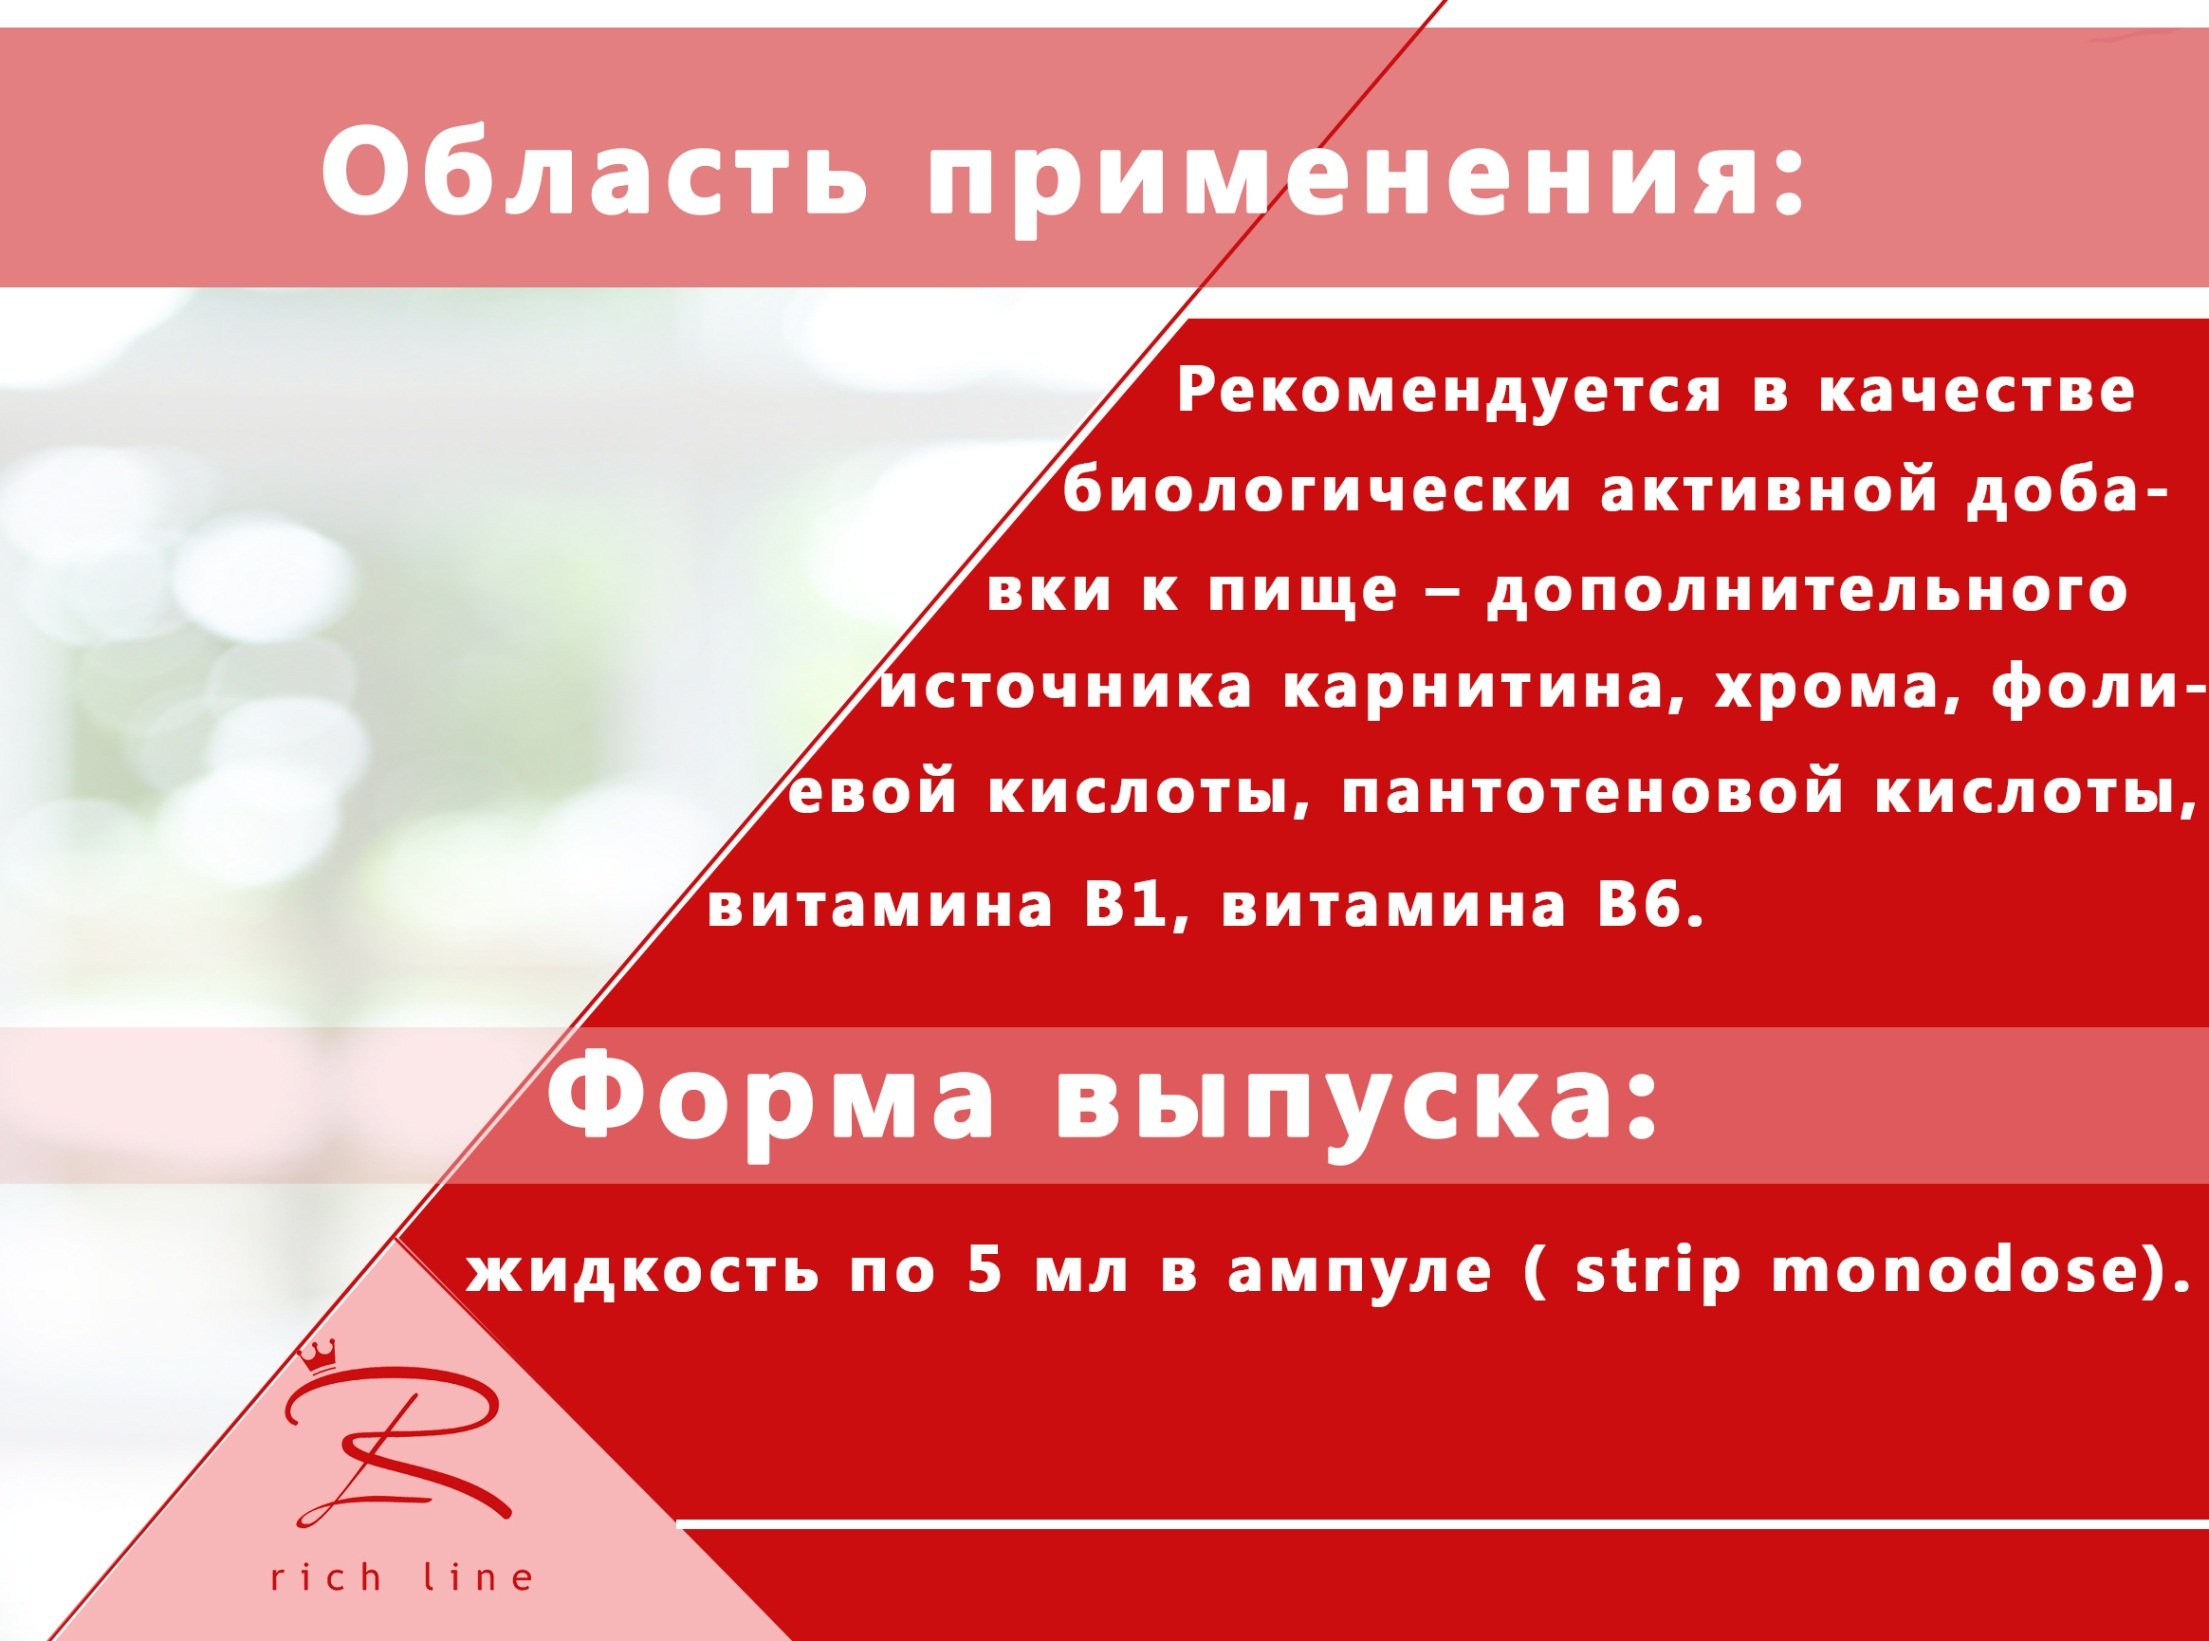 Область применения:
Рекомендуется в качестве
биологически активной доба-
вки к пище – дополнительного
источника карнитина, хрома, фоли-
евой кислоты, пантотеновой кислоты,
витамина В1, витамина В6.
Форма выпуска:
жидкость по 5 мл в ампуле ( strip monodose).
rich line